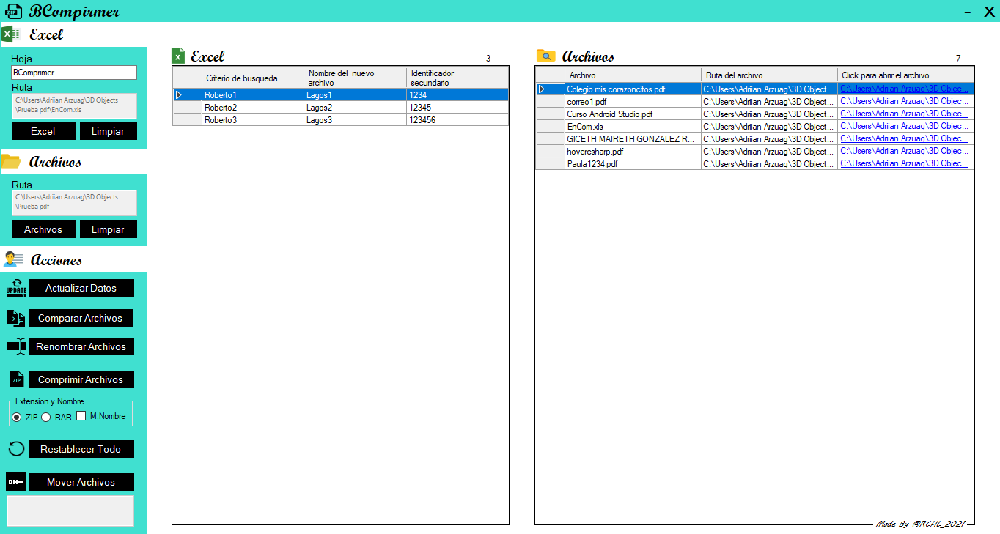 ZIP BCompirmer - X
Excel
Hoja
BComprimer
Ruta
C:\Users\Adriian Arzuag\3D Objects
\Prueba pdf\EnCom.xls
Excel Limpiar
Archivos
Ruta
C:\Users\Adriian Arzuag\3D Objects
\Prueba pdf
Archivos Limpiar
Acciones
UPDATE Actualizar Datos
Comparar Archivos
Renombrar Archivos
ZIP Comprimir Archivos
Extension y Nombre
ZIP RAR M.Nombre
Restablecer Todo
ON Mover Archivos
Excel 3
Criterio de busqueda Nombre del nuevo archivo Identificador secundario
Roberto1 Lagos1 1234
Roberto2 Lagos2 12345
Roberto3 Lagos3 123456
Archivos 7
Archivo Ruta del archivo Click para abrir el archivo
Colegio mis corazoncitos.pdf C:\Users\Adriian Arzuag\3D Object... C:\Users\Adriian Arzuag\3D Objec...
correo1.pdf C:\Users\Adriian Arzuag\3D Object... C:\Users\Adriian Arzuag\3D Objec...
Curso Android Studio.pdf C:\Users\Adriian Arzuag\3D Object... C:\Users\Adriian Arzuag\3D Objec...
EnCom.xls C:\Users\Adriian Arzuag\3D Object... C:\Users\Adriian Arzuag\3D Objec...
GICETH MAIRETH GONZALEZ R... C:\Users\Adriian Arzuag\3D Object... C:\Users\Adriian Arzuag\3D Objec...
hovercsharp.pdf C:\Users\Adriian Arzuag\3D Object... C:\Users\Adriian Arzuag\3D Objec...
Paula1234.pdf C:\Users\Adriian Arzuag\3D Object... C:\Users\Adriian Arzuag\3D Objec...
Made By @RCHL_2021